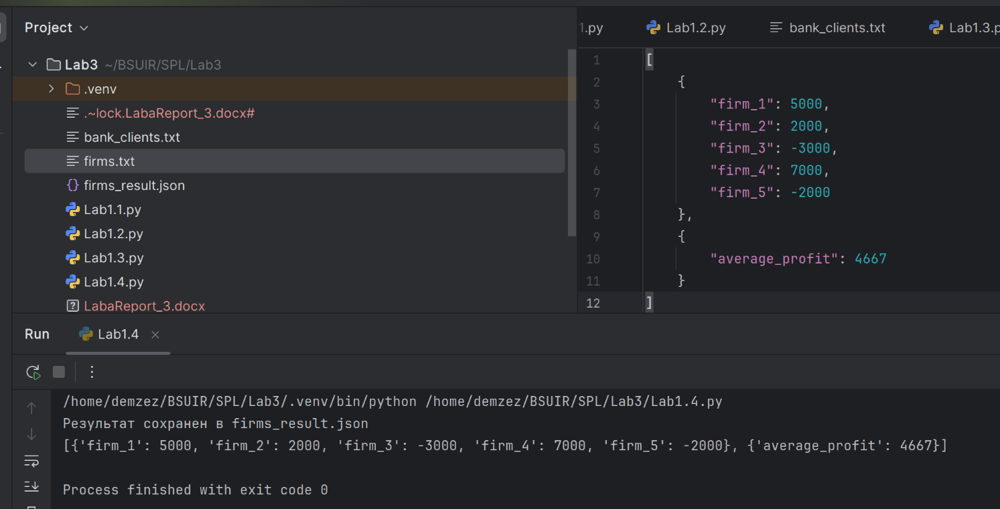 Project
Lab3 ~/BSUIR/SPL/Lab3
.venv
.~lock.LabaReport_3.docx#
bank_clients.txt
firms.txt
firms_result.json
Lab1.1.py
Lab1.2.py
Lab1.3.py
Lab1.4.py
LabaReport_3.docx
1.py Lab1.2.py bank_clients.txt Lab1.3.p
1 [
2 {
3 "firm_1": 5000,
4 "firm_2": 2000,
5 "firm_3": -3000,
6 "firm_4": 7000,
7 "firm_5": -2000
8 },
9 {
10 "average_profit": 4667
11 }
12 ]
Run Lab1.4
/home/demzez/BSUIR/SPL/Lab3/.venv/bin/python /home/demzez/BSUIR/SPL/Lab3/Lab1.4.py
Результат сохранен в firms_result.json
[{'firm_1': 5000, 'firm_2': 2000, 'firm_3': -3000, 'firm_4': 7000, 'firm_5': -2000}, {'average_profit': 4667}]
Process finished with exit code 0